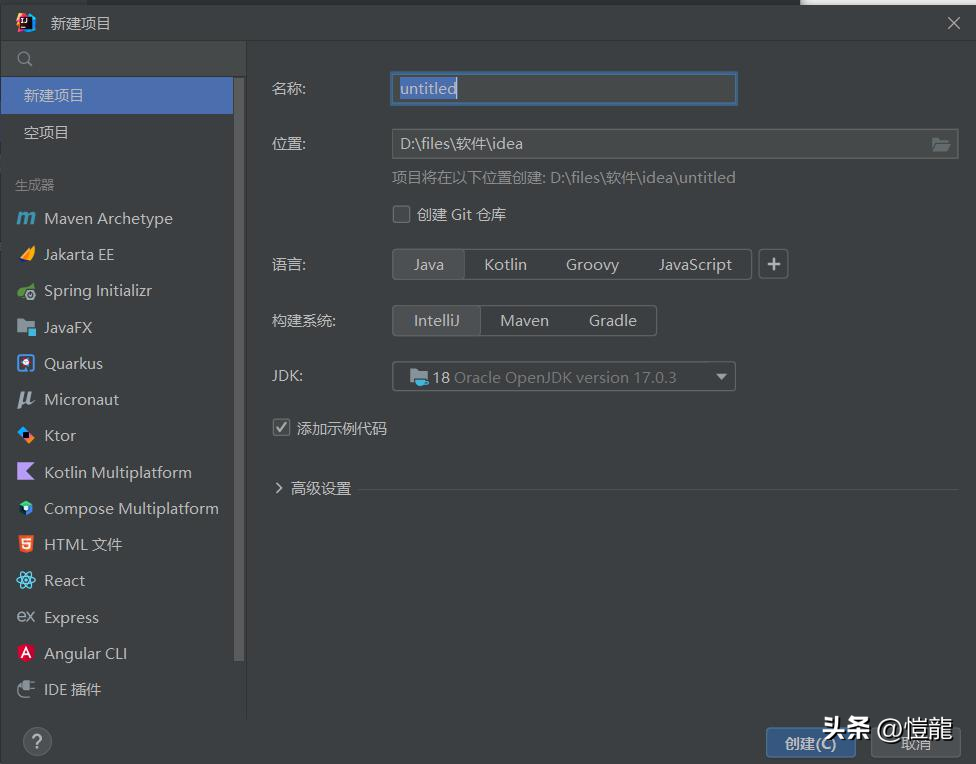 新建项目
新建项目
空项目
生成器
Maven Archetype
Jakarta EE
Spring Initializr
JavaFX
Quarkus
Micronaut
Ktor
Kotlin Multiplatform
Compose Multiplatform
HTML 文件
React
Express
Angular CLI
IDE 插件
名称: untitled
位置: D:\files\软件\idea
项目将在以下位置创建: D:\files\软件\idea\untitled
创建 Git 仓库
语言: Java Kotlin Groovy JavaScript +
构建系统: IntelliJ Maven Gradle
JDK: 18 Oracle OpenJDK version 17.0.3
添加示例代码
高级设置
? 创建(C) 取消
头条 @愷龍